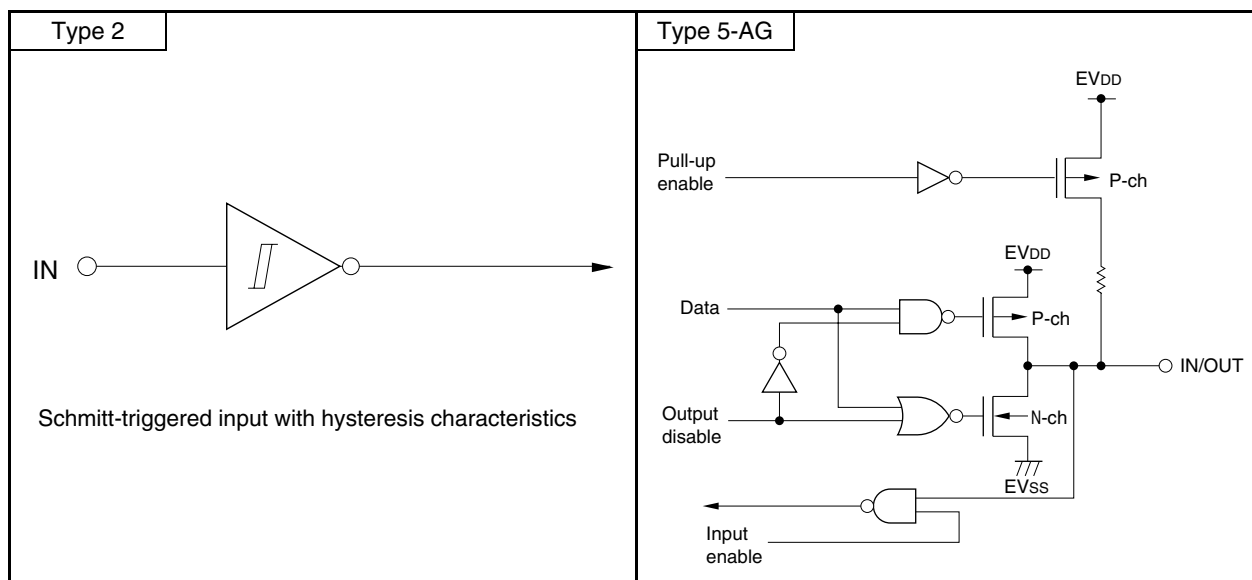 Type 2
IN
Schmitt-triggered input with hysteresis characteristics
Type 5-AG
EVDD
Pull-up
enable
P-ch
EVDD
Data
P-ch
IN/OUT
Output
disable
N-ch
EVSS
Input
enable